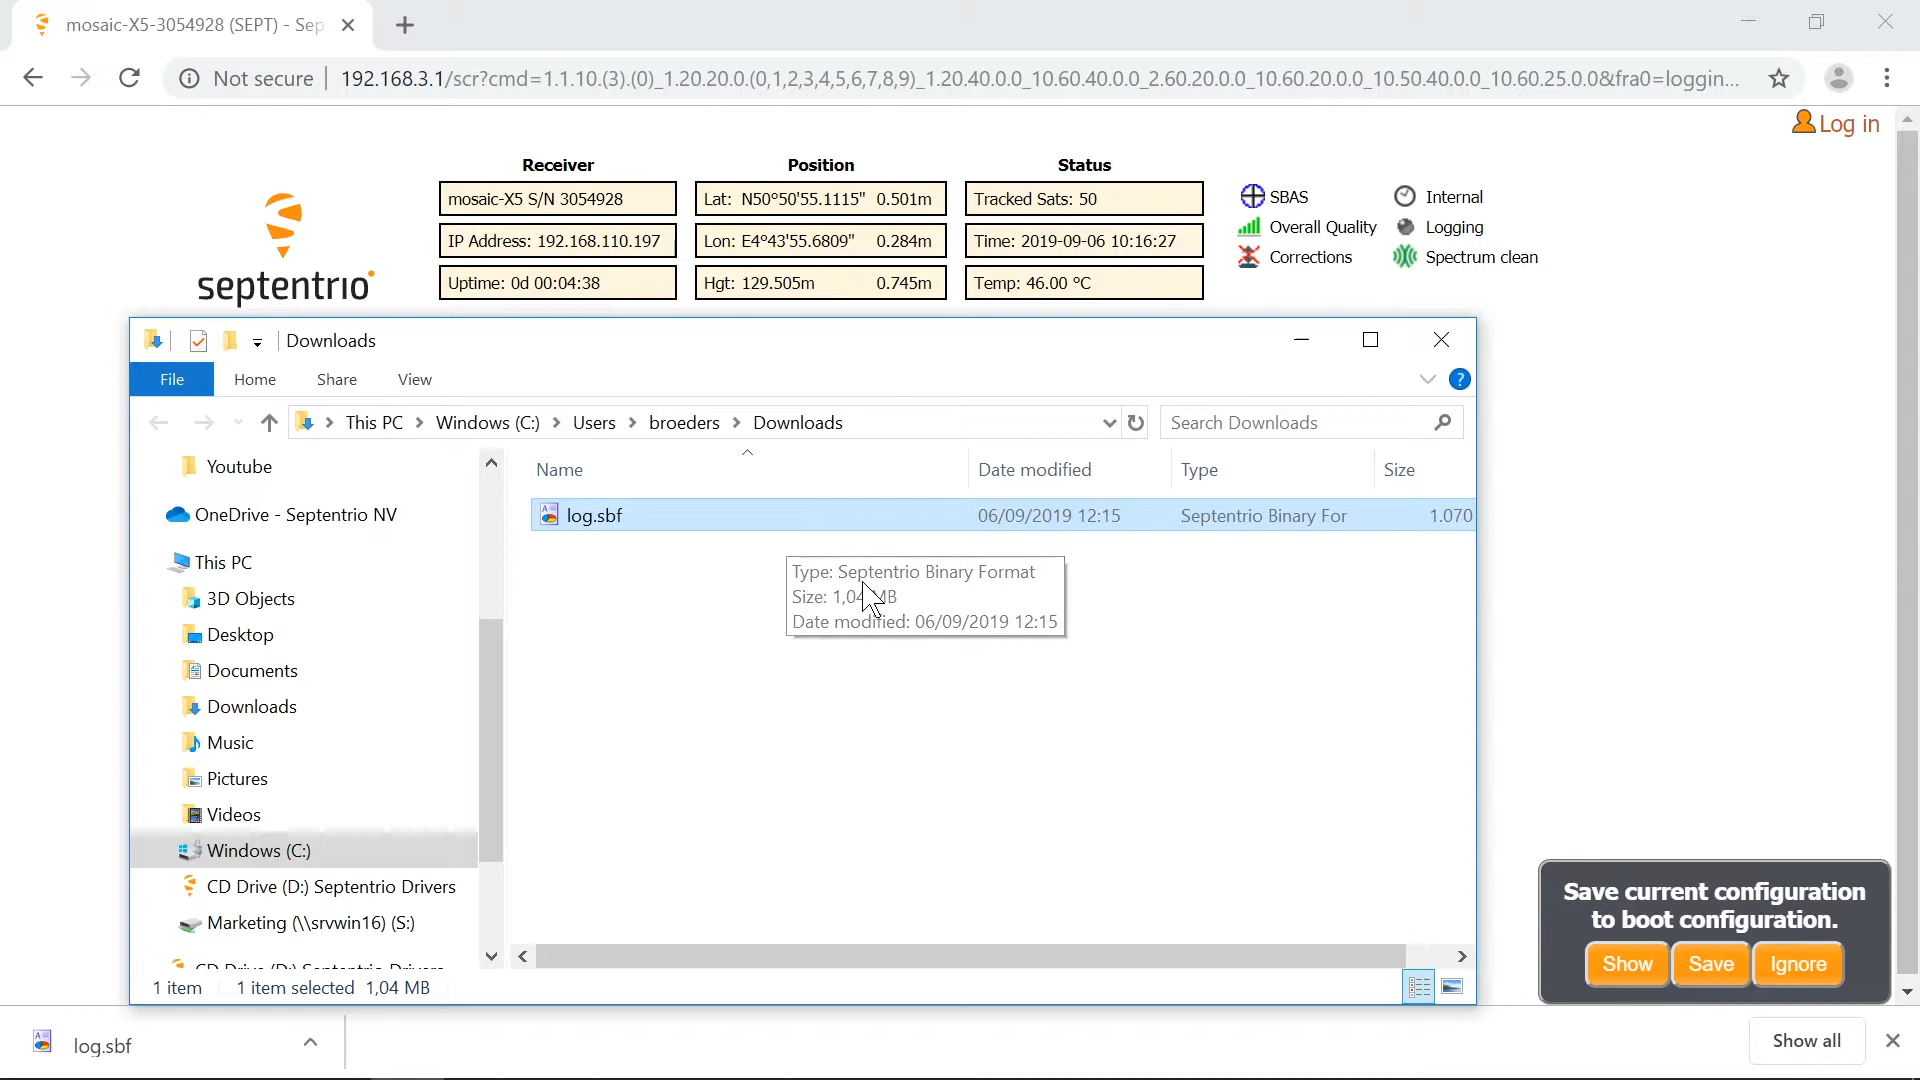 mosaic-X5-3054928 (SEPT) - Sep
Not secure
192.168.3.1/scr?cmd=1.1.10.(3).(0)_1.20.20.0.(0,1,2,3,4,5,6,7,8,9)_1.20.40.0.0_10.60.40.0.0_2.60.20.0.0_10.60.20.0.0_10.50.40.0.0_10.60.25.0.0&fra0=loggin...
Log in
septentrio
Receiver
mosaic-X5 S/N 3054928
IP Address: 192.168.110.197
Uptime: 0d 00:04:38
Position
Lat: N50°50'55.1115" 0.501m
Lon: E4°43'55.6809" 0.284m
Hgt: 129.505m 0.745m
Status
Tracked Sats: 50
Time: 2019-09-06 10:16:27
Temp: 46.00 °C
SBAS
Overall Quality
Corrections
Internal
Logging
Spectrum clean
Downloads
File Home Share View
This PC > Windows (C:) > Users > broeders > Downloads
Search Downloads
Youtube
OneDrive - Septentrio NV
This PC
3D Objects
Desktop
Documents
Downloads
Music
Pictures
Videos
Windows (C:)
CD Drive (D:) Septentrio Drivers
Marketing (\\srvwin16) (S:)
CD Drive (D:) Septentrio Drivers
Name Date modified Type Size
log.sbf 06/09/2019 12:15 Septentrio Binary For 1.070
Type: Septentrio Binary Format
Size: 1,04 MB
Date modified: 06/09/2019 12:15
1 item 1 item selected 1,04 MB
Save current configuration
to boot configuration.
Show Save Ignore
log.sbf
Show all